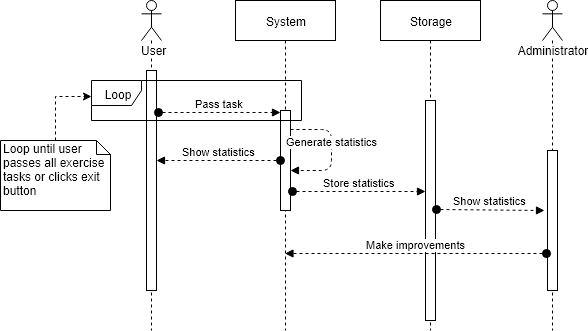 User
System
Storage
Administrator
Loop
Pass task
Generate statistics
Loop until user
passes all exercise
tasks or clicks exit
button
Show statistics
Store statistics
Show statistics
Make improvements